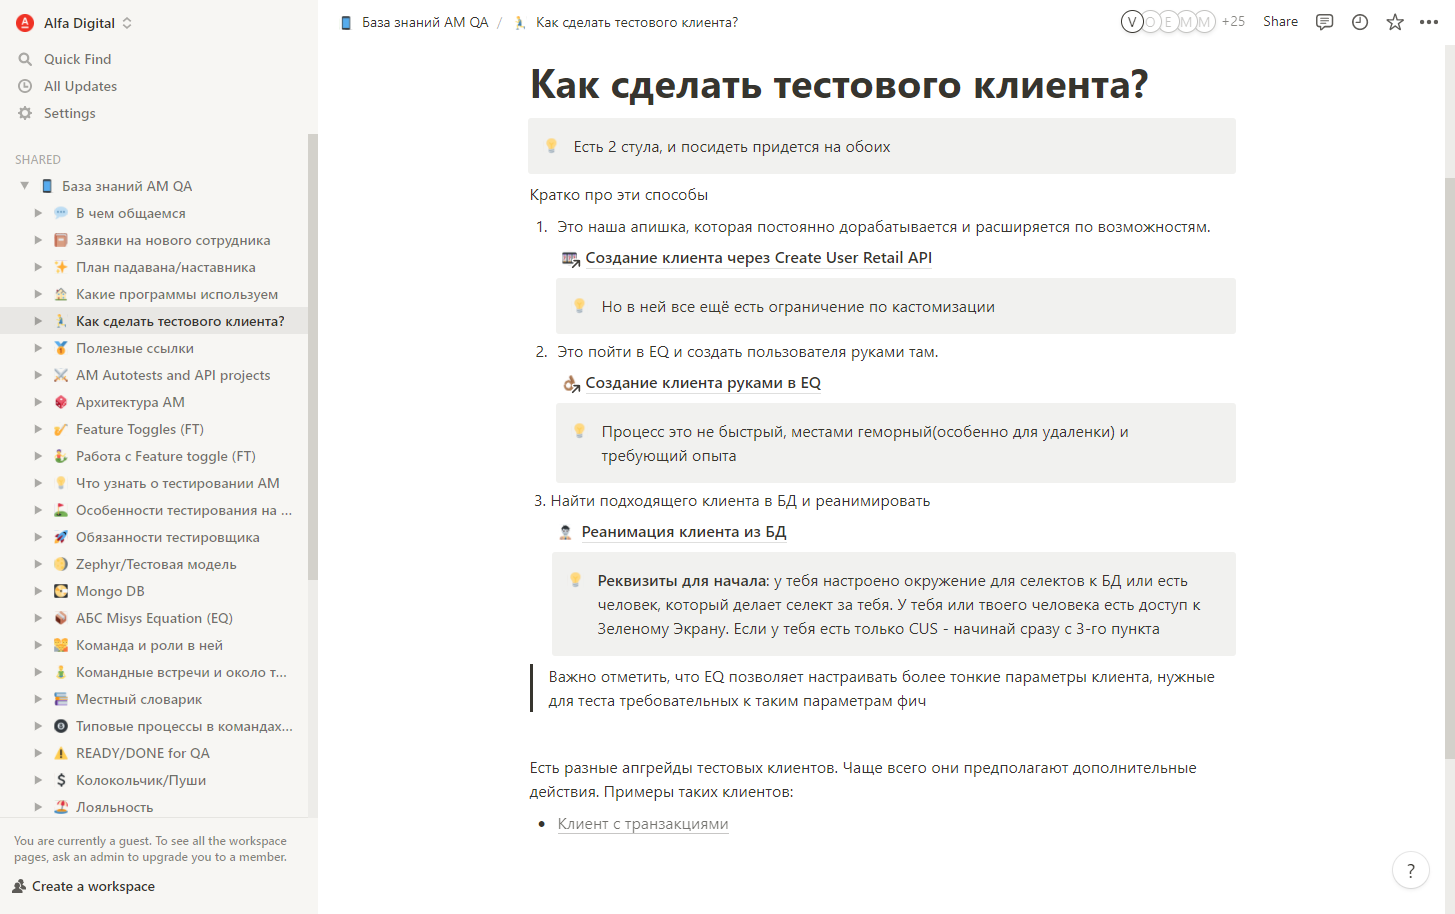 Alfa Digital
Quick Find
All Updates
Settings
SHARED
База знаний AM QA
В чем общаемся
Заявки на нового сотрудника
План падавана/наставника
Какие программы используем
Как сделать тестового клиента?
Полезные ссылки
AM Autotests and API projects
Архитектура AM
Feature Toggles (FT)
Работа с Feature toggle (FT)
Что узнать о тестировании AM
Особенности тестирования на ...
Обязанности тестировщика
Zephyr/Тестовая модель
Mongo DB
АБС Misys Equation (EQ)
Команда и роли в ней
Командные встречи и около т...
Местный словарик
Типовые процессы в командах...
READY/DONE for QA
Колокольчик/Пуши
Лояльность
You are currently a guest. To see all the workspace
pages, ask an admin to upgrade you to a member.
Create a workspace
База знаний AM QA / Как сделать тестового клиента?
V O E M M +25 Share
Как сделать тестового клиента?
Есть 2 стула, и посидеть придется на обоих
Кратко про эти способы
1. Это наша апишка, которая постоянно дорабатывается и расширяется по возможностям.
Создание клиента через Create User Retail API
Но в ней все ещё есть ограничение по кастомизации
2. Это пойти в EQ и создать пользователя руками там.
Создание клиента руками в EQ
Процесс это не быстрый, местами геморный(особенно для удаленки) и
требующий опыта
3. Найти подходящего клиента в БД и реанимировать
Реанимация клиента из БД
Реквизиты для начала: у тебя настроено окружение для селектов к БД или есть
человек, который делает селект за тебя. У тебя или твоего человека есть доступ к
Зеленому Экрану. Если у тебя есть только CUS - начинай сразу с 3-го пункта
Важно отметить, что EQ позволяет настраивать более тонкие параметры клиента, нужные
для теста требовательных к таким параметрам фич
Есть разные апгрейды тестовых клиентов. Чаще всего они предполагают дополнительные
действия. Примеры таких клиентов:
• Клиент с транзакциями
?